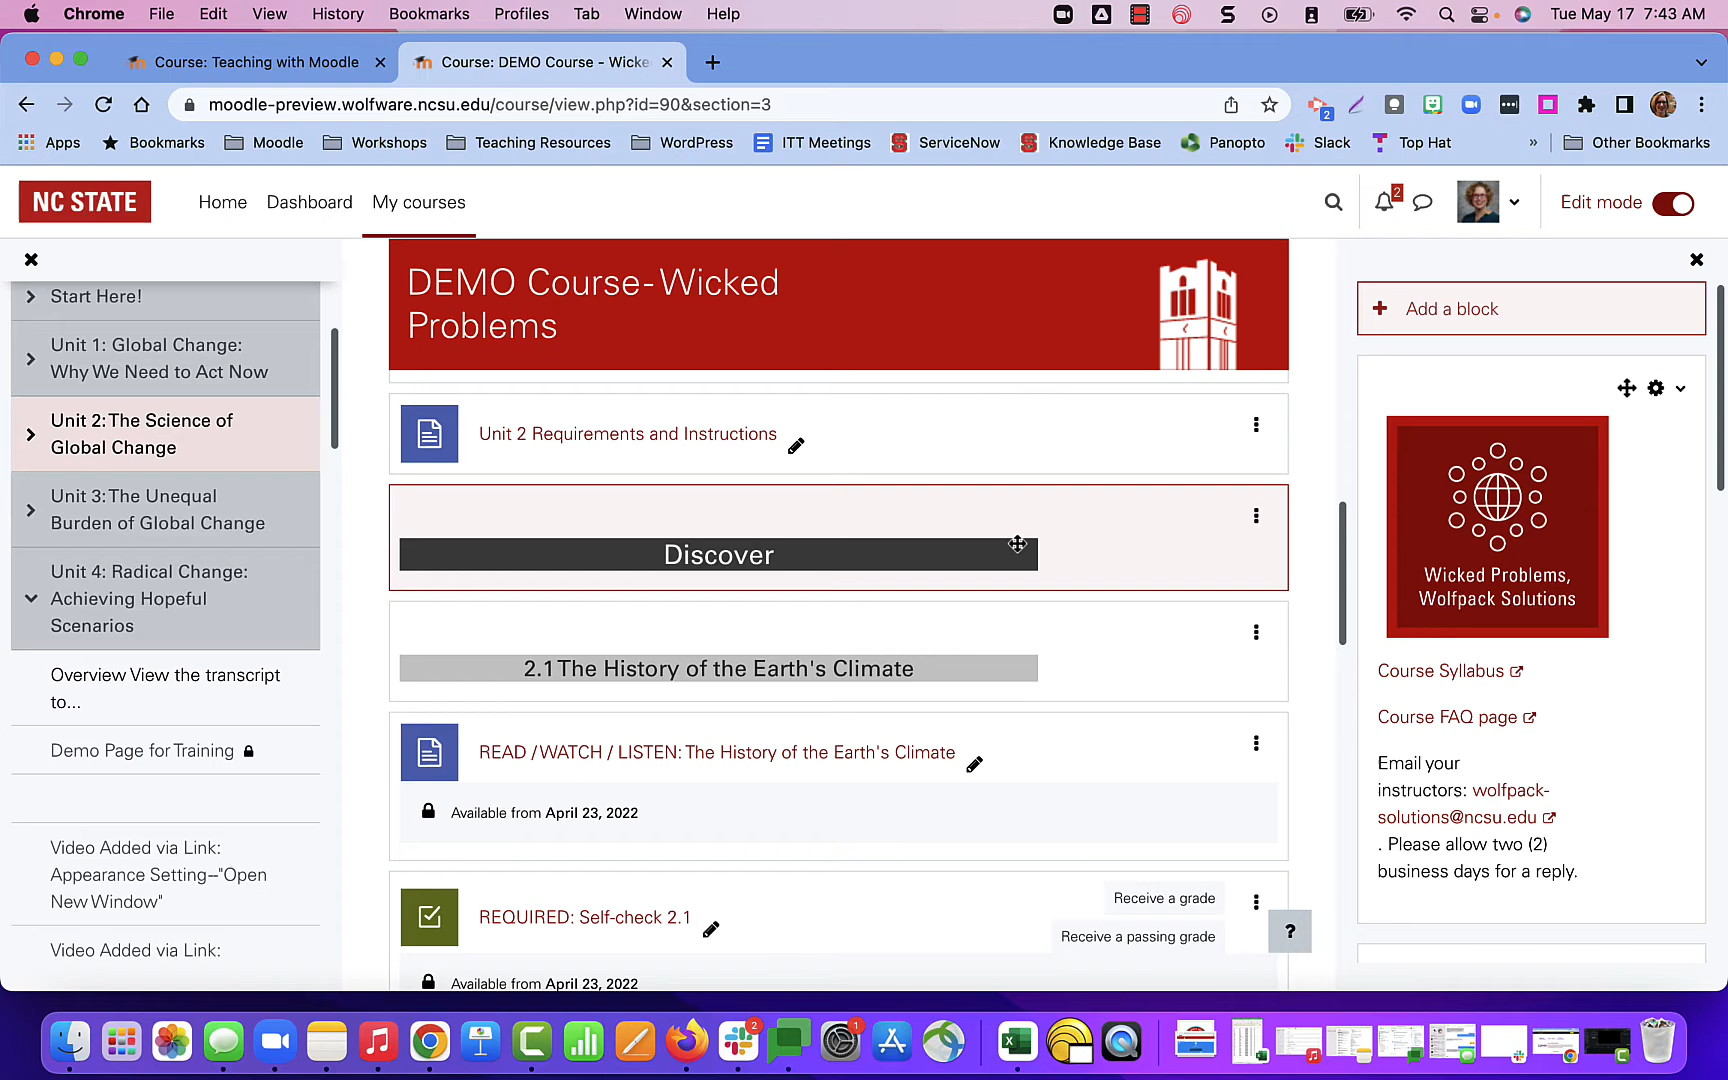 Chrome File Edit View History Bookmarks Profiles Tab Window Help
Tue May 17 7:43 AM
Course: Teaching with Moodle
Course: DEMO Course - Wicke
moodle-preview.wolfware.ncsu.edu/course/view.php?id=90&section=3
2
Apps Bookmarks Moodle Workshops Teaching Resources WordPress ITT Meetings ServiceNow Knowledge Base Panopto Slack Top Hat » Other Bookmarks
NC STATE
Home Dashboard My courses
2
Edit mode
Start Here!
Unit 1: Global Change:
Why We Need to Act Now
Unit 2: The Science of
Global Change
Unit 3: The Unequal
Burden of Global Change
Unit 4: Radical Change:
Achieving Hopeful
Scenarios
Overview View the transcript
to...
Demo Page for Training
Video Added via Link:
Appearance Setting--"Open
New Window"
Video Added via Link:
DEMO Course - Wicked
Problems
Unit 2 Requirements and Instructions
Discover
2.1 The History of the Earth's Climate
READ / WATCH / LISTEN: The History of the Earth's Climate
Available from April 23, 2022
REQUIRED: Self-check 2.1
Receive a grade
Receive a passing grade
Available from April 23, 2022
?
Add a block
Wicked Problems,
Wolfpack Solutions
Course Syllabus
Course FAQ page
Email your
instructors: wolfpack-
solutions@ncsu.edu
. Please allow two (2)
business days for a reply.
2
1